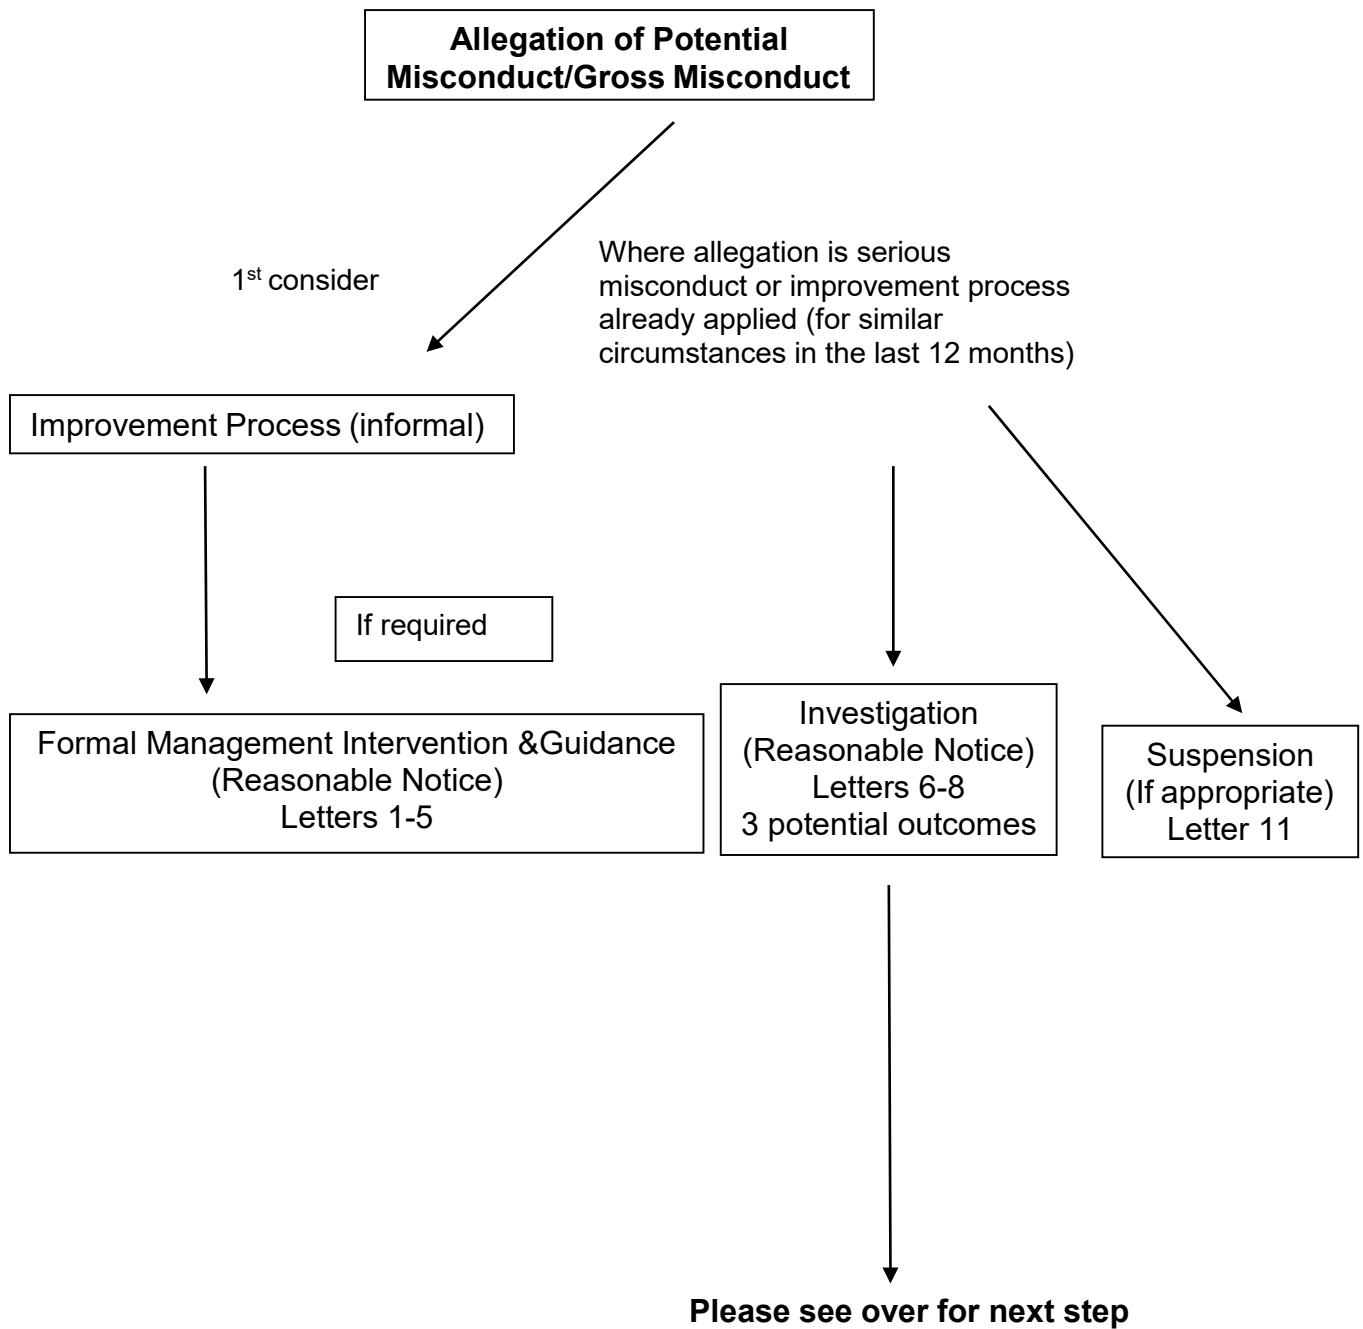 Allegation of Potential
Misconduct/Gross Misconduct
1st consider
Where allegation is serious
misconduct or improvement process
already applied (for similar
circumstances in the last 12 months)
Improvement Process (informal)
If required
Formal Management Intervention &Guidance
(Reasonable Notice)
Letters 1-5
Investigation
(Reasonable Notice)
Letters 6-8
3 potential outcomes
Suspension
(If appropriate)
Letter 11
Please see over for next step